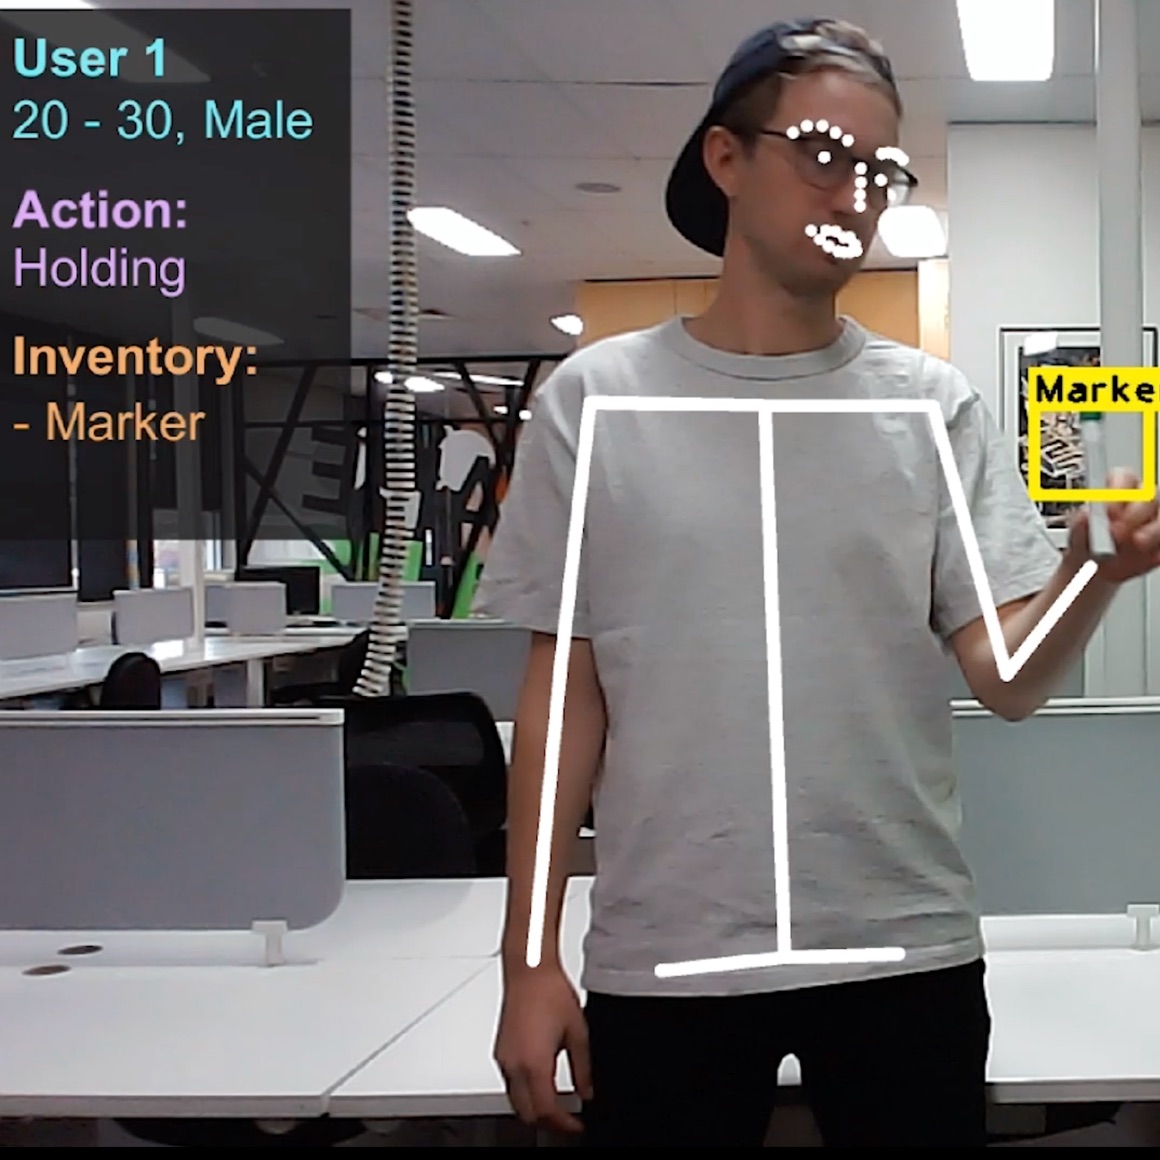 User 1
20 - 30, Male
Action:
Holding
Inventory:
- Marker
Marke